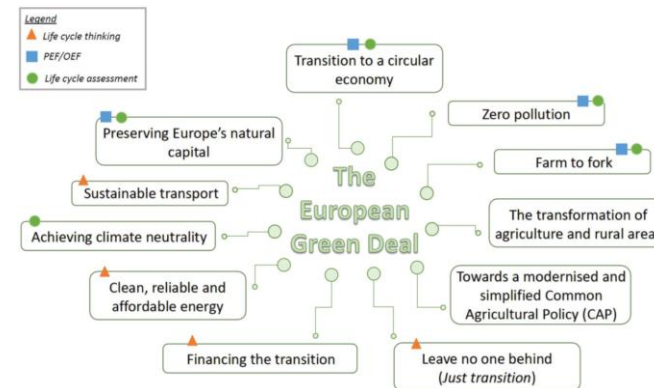 Legend
Life cycle thinking
PEF/OEF
Life cycle assessment
Transition to a circular
economy
Zero pollution
Preserving Europe's natural
capital
Farm to fork
The
European
Green Deal
Sustainable transport
The transformation of
agriculture and rural areas
Achieving climate neutrality
Towards a modernised and
simplified Common
Agricultural Policy (CAP)
Clean, reliable and
affordable energy
Financing the transition
Leave no one behind
(Just transition)